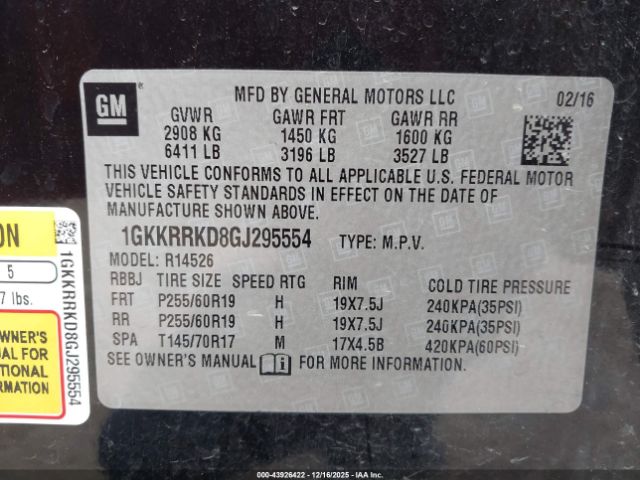 GM
MFD BY GENERAL MOTORS LLC 02/16
GVWR GAWR FRT GAWR RR
2908 KG 1450 KG 1600 KG
6411 LB 3196 LB 3527 LB
THIS VEHICLE CONFORMS TO ALL APPLICABLE U.S. FEDERAL MOTOR
VEHICLE SAFETY STANDARDS IN EFFECT ON THE DATE OF
MANUFACTURE SHOWN ABOVE.
1GKKRRKD8GJ295554 TYPE: M.P.V.
MODEL: R14526
RBBJ TIRE SIZE SPEED RTG RIM COLD TIRE PRESSURE
FRT P255/60R19 H 19X7.5J 240KPA(35PSI)
RR P255/60R19 H 19X7.5J 240KPA(35PSI)
SPA T145/70R17 M 17X4.5B 420KPA(60PSI)
SEE OWNER'S MANUAL FOR MORE INFORMATION.
ON
5
7 lbs.
OWNER'S
FOR
1GKKRRKD8GJ295554
000-43926422 - 12/16/2025 - IAAI.COM